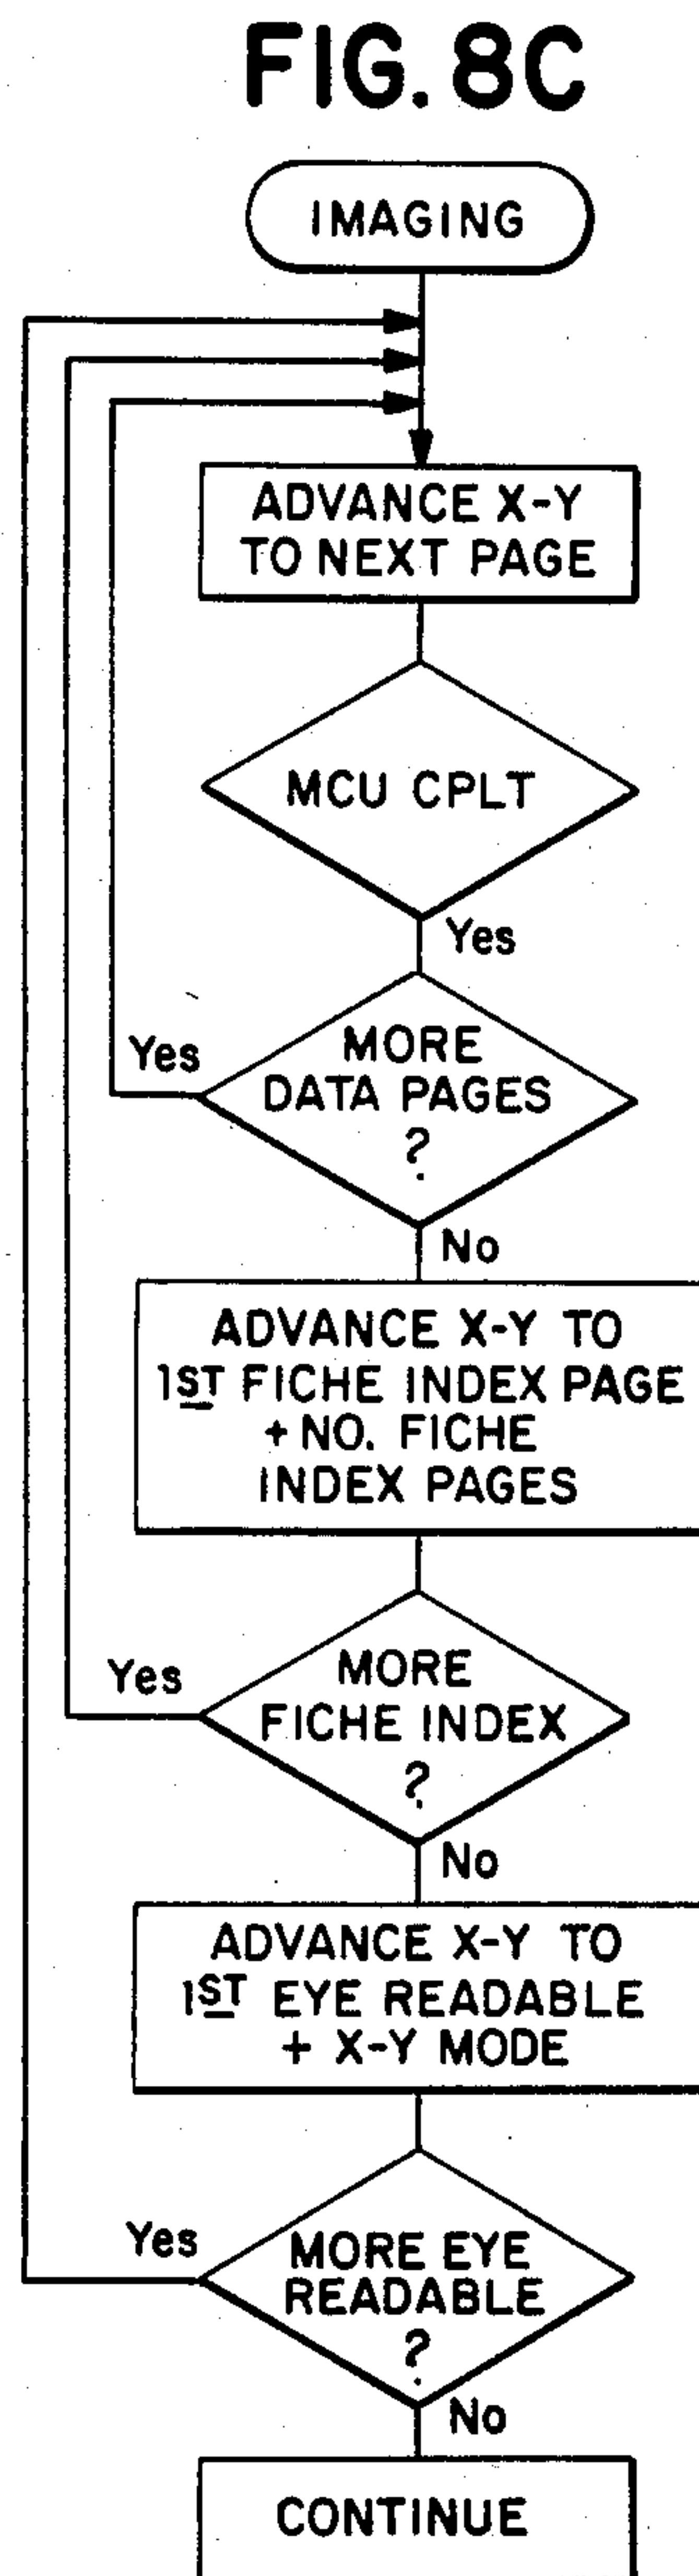 FIG. 8C
IMAGING
ADVANCE X-Y
TO NEXT PAGE
MCU CPLT
Yes
Yes
MORE
DATA PAGES
?
No
ADVANCE X-Y TO
1ST FICHE INDEX PAGE
+ NO. FICHE
INDEX PAGES
Yes
MORE
FICHE INDEX
?
No
ADVANCE X-Y TO
1ST EYE READABLE
+ X-Y MODE
Yes
MORE EYE
READABLE
?
No
CONTINUE